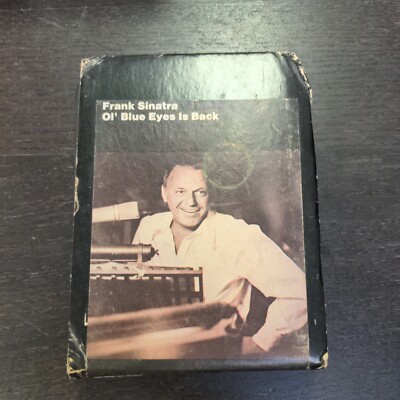 Frank Sinatra
Ol' Blue Eyes Is Back